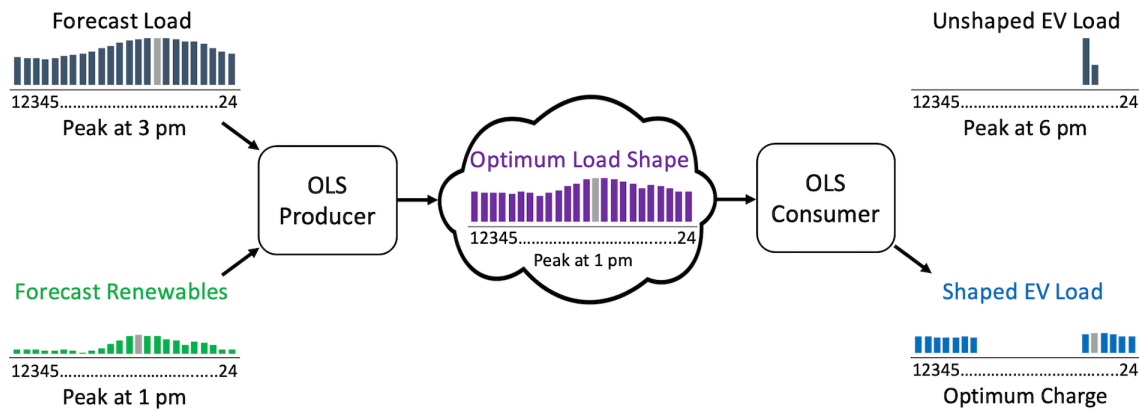 Forecast Load
12345...............................24
Peak at 3 pm
Forecast Renewables
12345...............................24
Peak at 1 pm
OLS
Producer
Optimum Load Shape
12345...............................24
Peak at 1 pm
OLS
Consumer
Unshaped EV Load
12345...............................24
Peak at 6 pm
Shaped EV Load
12345...............................24
Optimum Charge